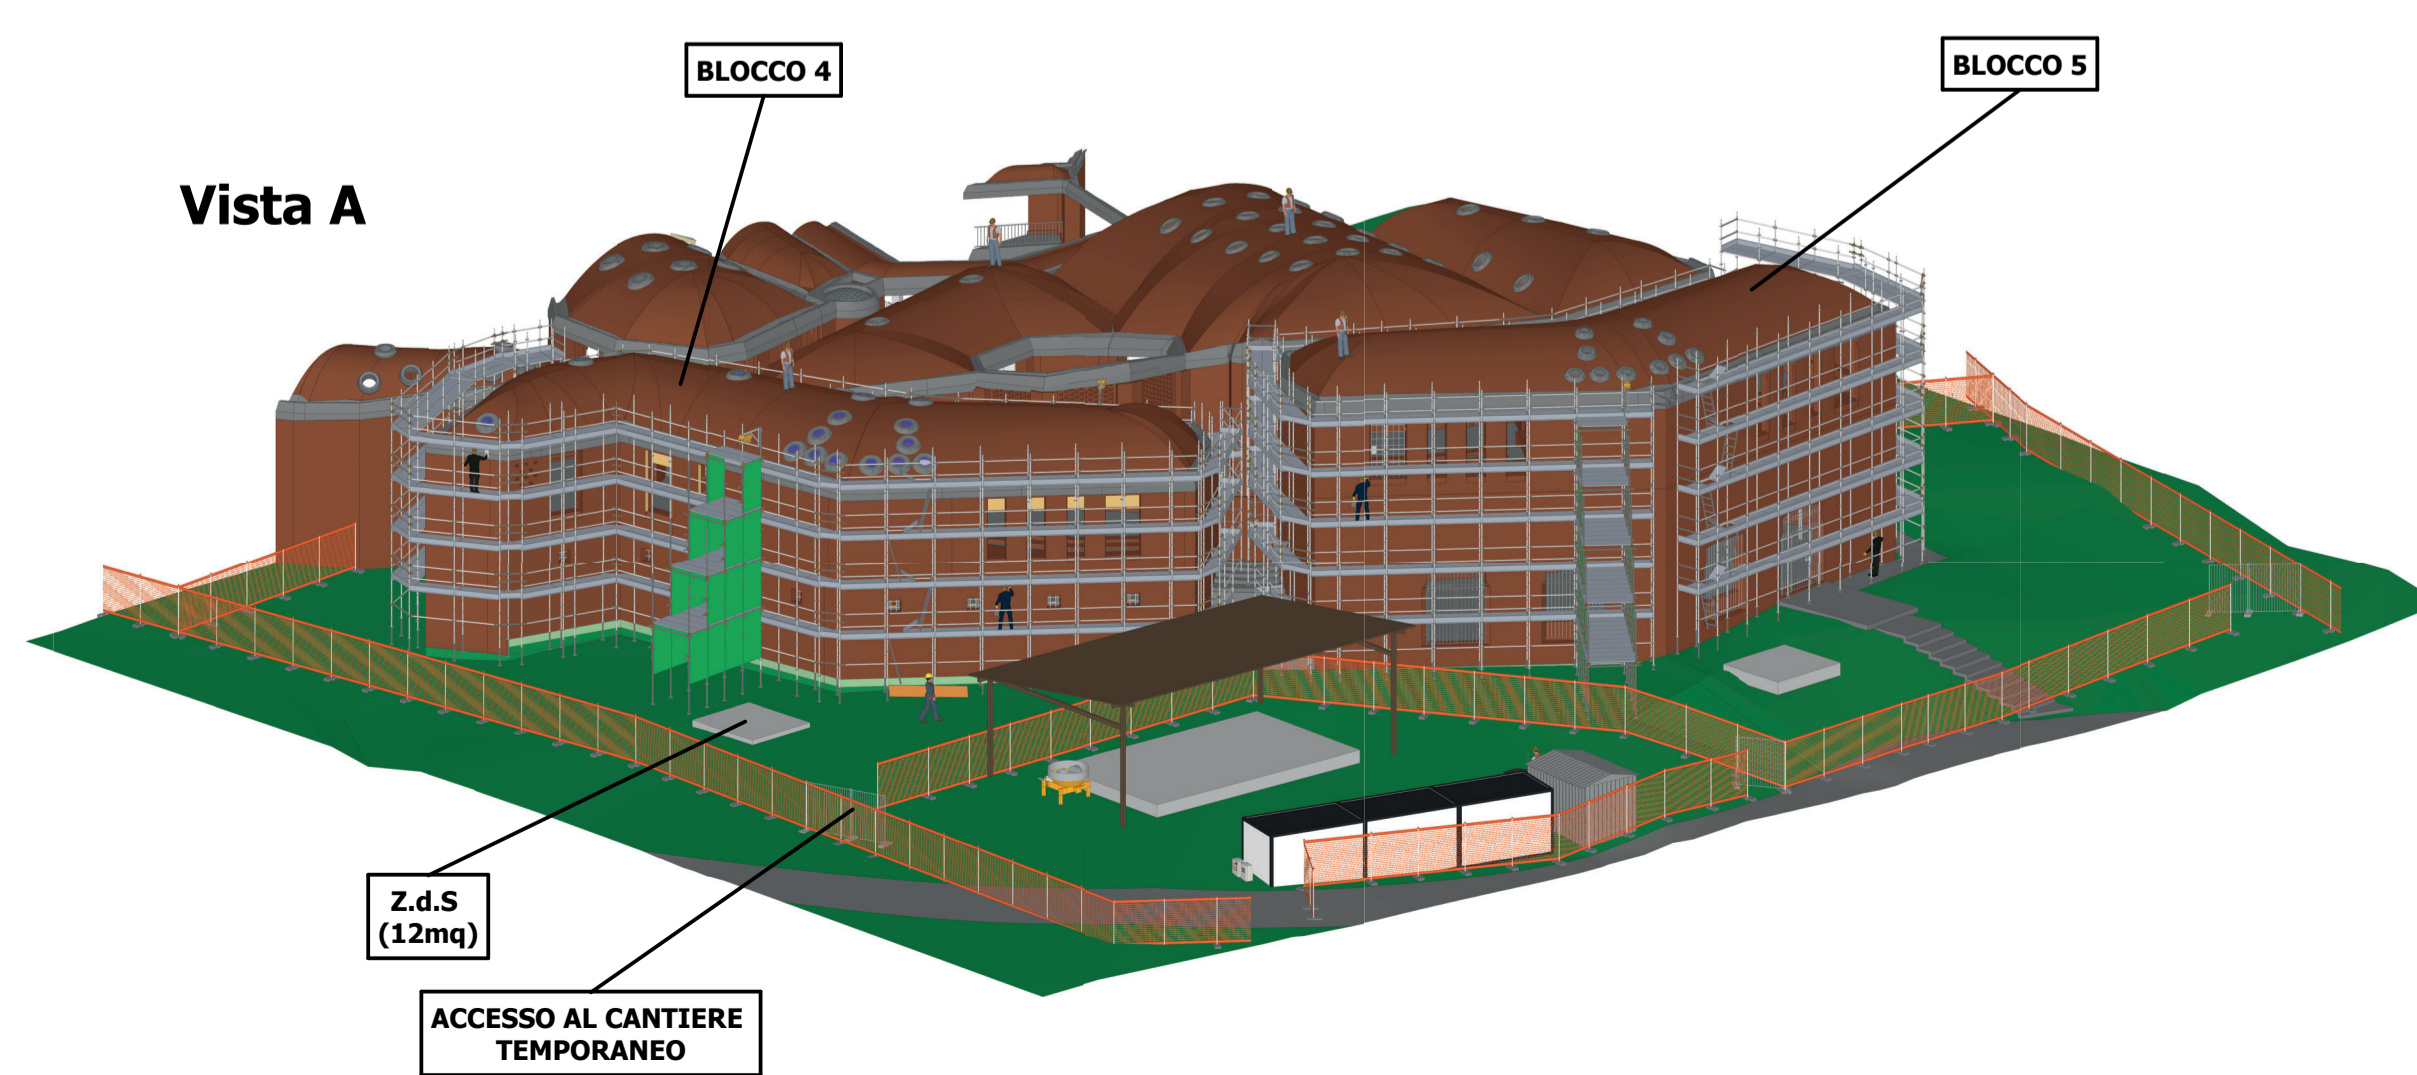 BLOCCO 4
BLOCCO 5
Vista A
Z.d.S
(12mq)
ACCESSO AL CANTIERE
TEMPORANEO